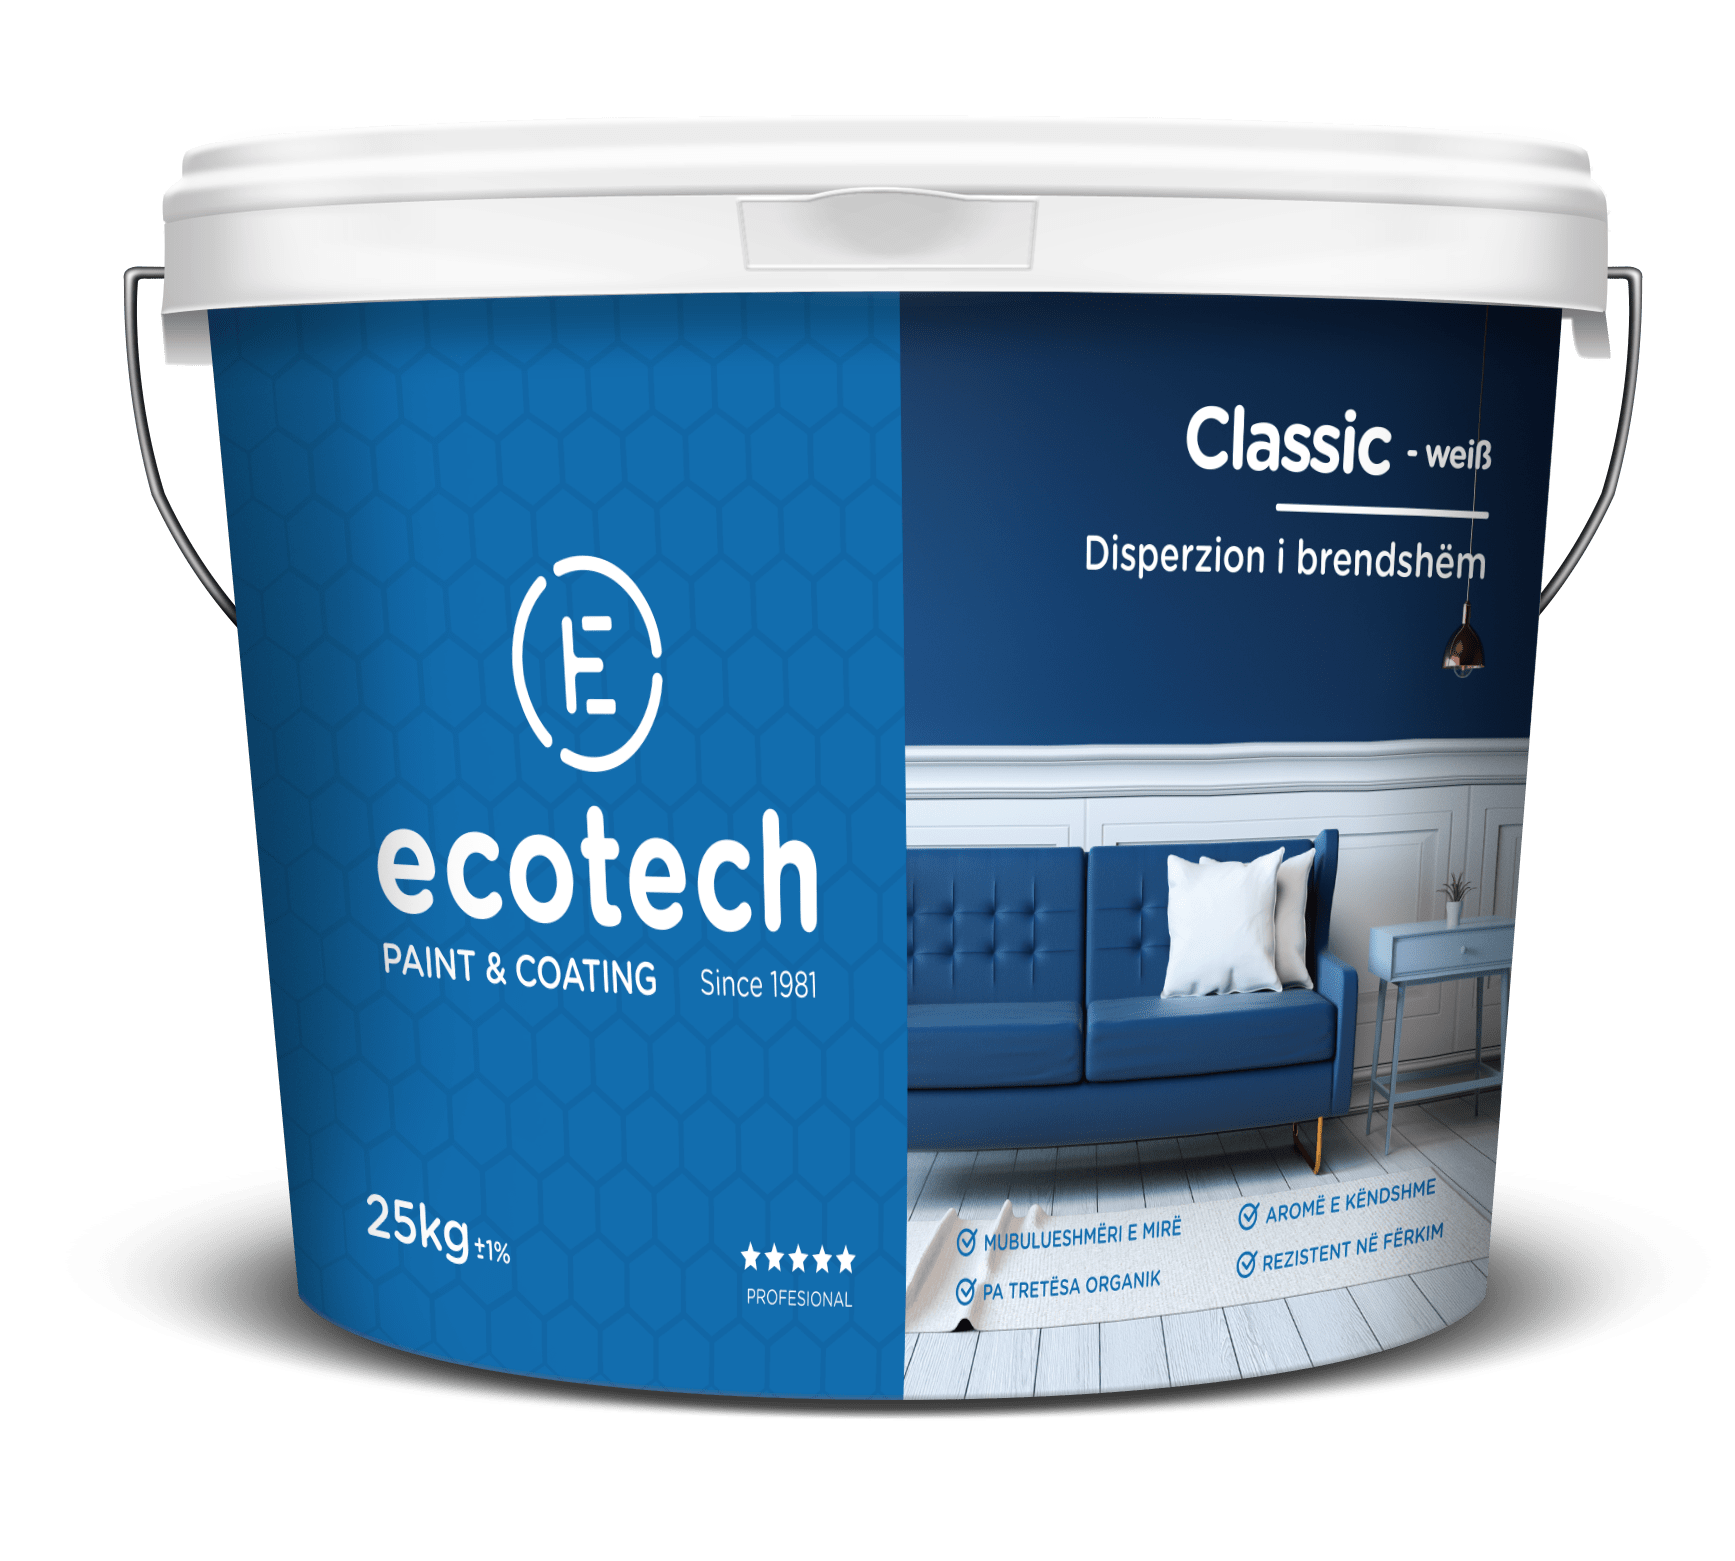 Classic - weiß
Disperzion i brendshëm
E
ecotech
PAINT & COATING Since 1981
25kg ±1%
PROFESIONAL
MUBULUESHMËRI E MIRË
AROMË E KËNDSHME
PA TRETËSA ORGANIK
REZISTENT NË FËRKIM